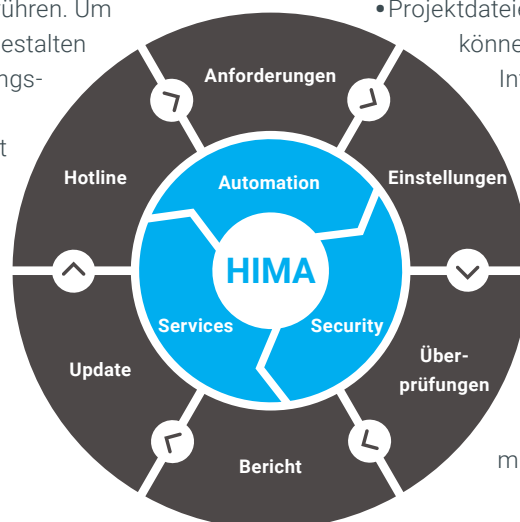 ühren. Um
estalten
ngs-
t
•Projektdatei
könne
In
m
Anforderungen
Einstellungen
Über-
prüfungen
Bericht
Update
Hotline
Automation
Security
Services
HIMA